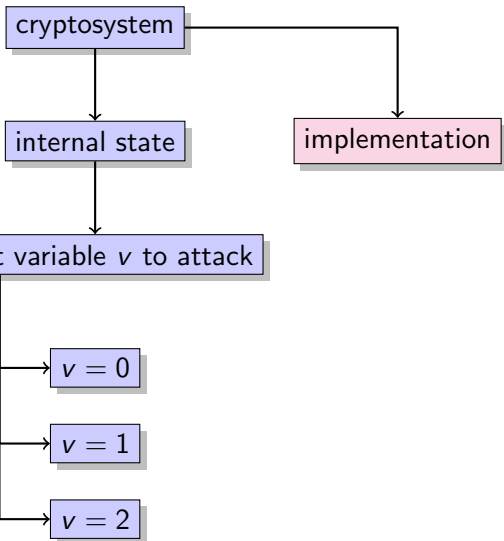 cryptosystem
internal state
implementation
t variable v to attack
v = 0
v = 1
v = 2